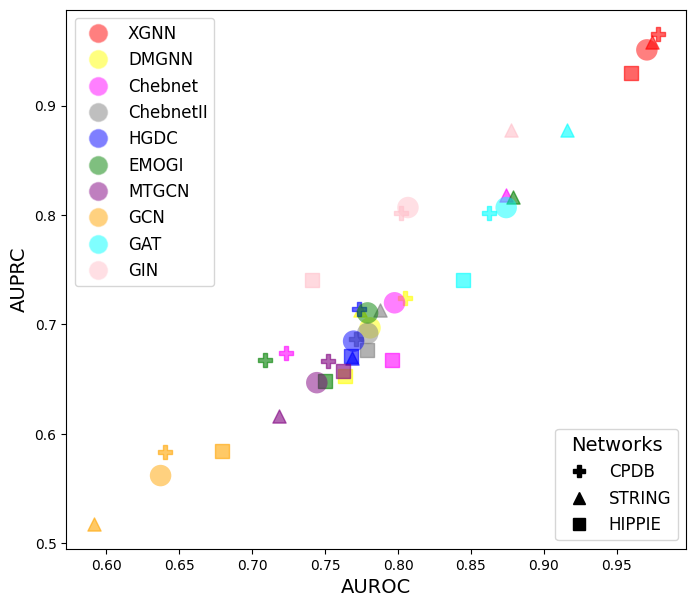 XGNN
DMGNN
Chebnet
ChebnetII
HGDC
EMOGI
MTGCN
GCN
GAT
GIN
0.9
0.8
0.7
0.6
0.5
AUPRC
Networks
CPDB
STRING
HIPPIE
0.60 0.65 0.70 0.75 0.80 0.85 0.90 0.95
AUROC